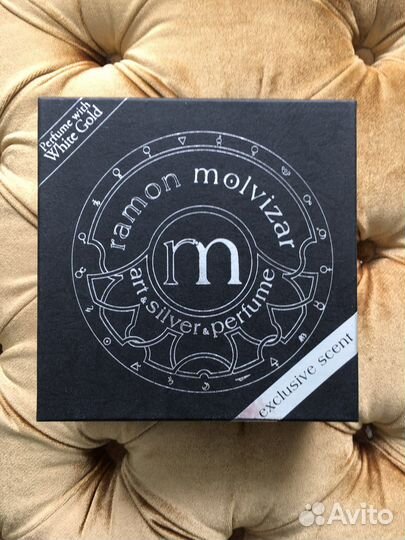 Perfume with
White Gold
ramon molvizar
m
art & silver & perfume
exclusive scent
Avito